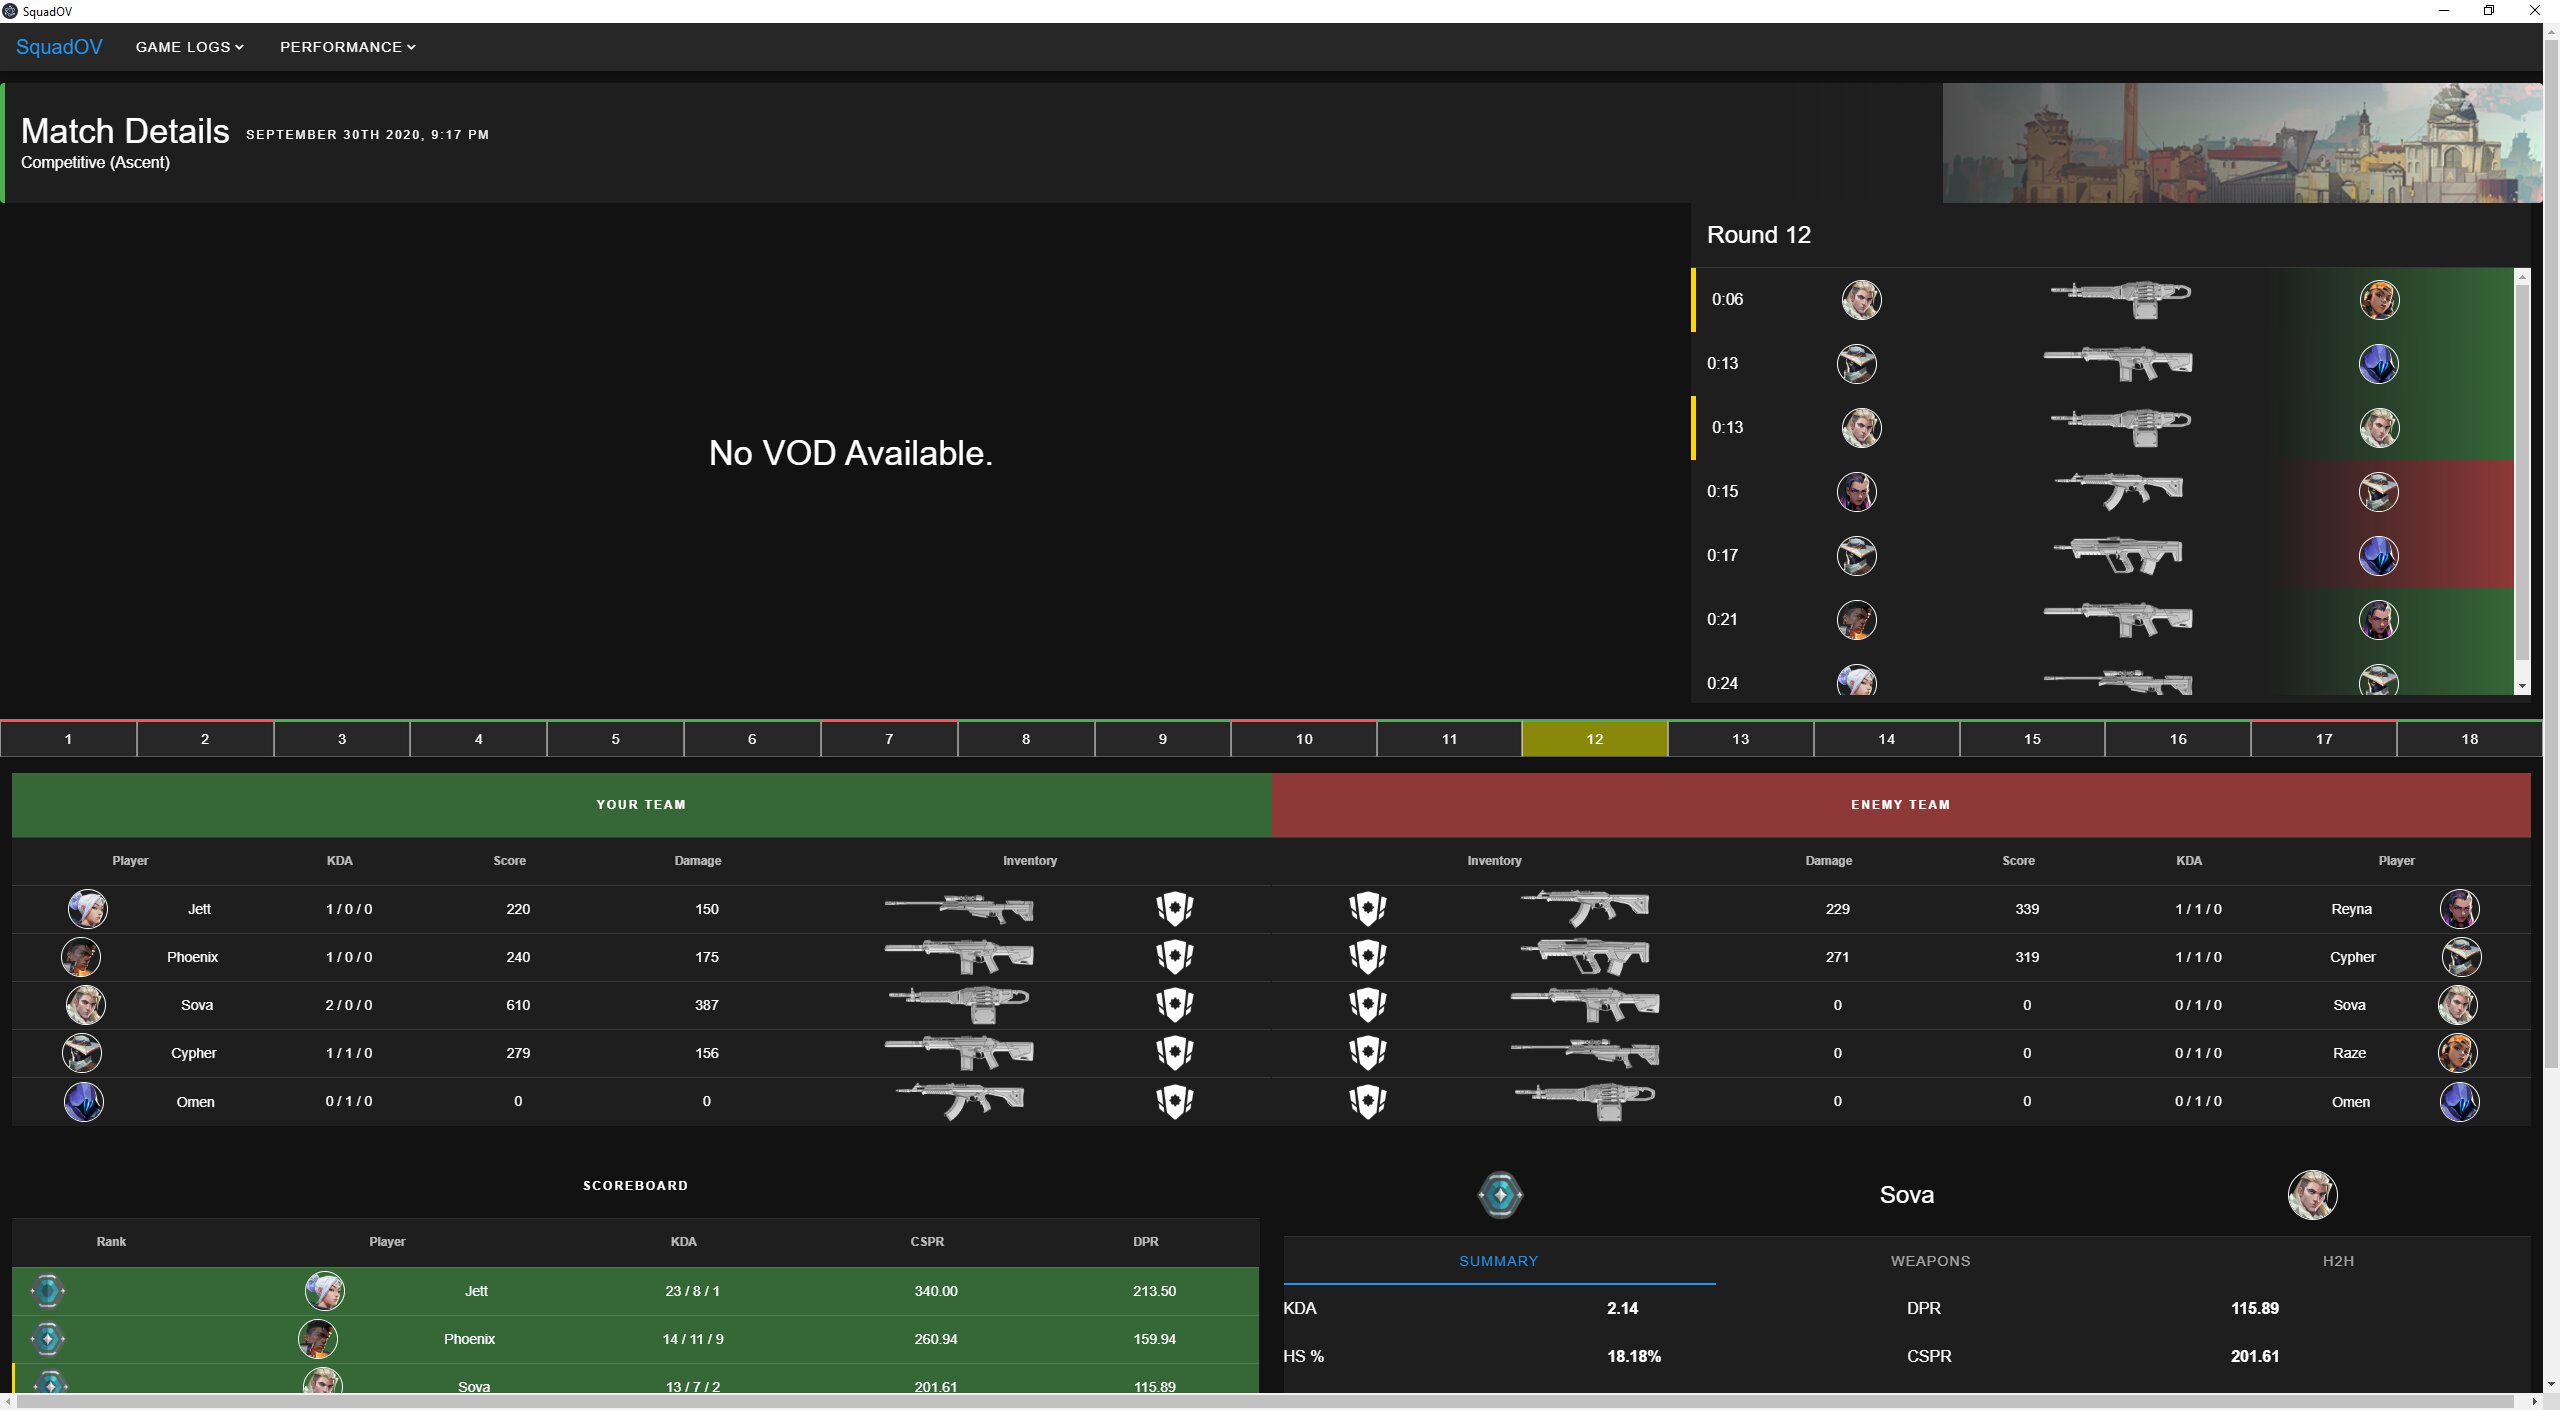 SquadOV
SquadOV GAME LOGS PERFORMANCE
Match Details SEPTEMBER 30TH 2020, 9:17 PM
Competitive (Ascent)
No VOD Available.
Round 12
0:06
0:13
0:13
0:15
0:17
0:21
0:24
1 2 3 4 5 6 7 8 9 10 11 12 13 14 15 16 17 18
YOUR TEAM ENEMY TEAM
Player KDA Score Damage Inventory Inventory Damage Score KDA Player
Jett 1 / 0 / 0 220 150 229 339 1 / 1 / 0 Reyna
Phoenix 1 / 0 / 0 240 175 271 319 1 / 1 / 0 Cypher
Sova 2 / 0 / 0 610 387 0 0 0 / 1 / 0 Sova
Cypher 1 / 1 / 0 279 156 0 0 0 / 1 / 0 Raze
Omen 0 / 1 / 0 0 0 0 0 0 / 1 / 0 Omen
SCOREBOARD
Rank Player KDA CSPR DPR
Jett 23 / 8 / 1 340.00 213.50
Phoenix 14 / 11 / 9 260.94 159.94
Sova 13 / 7 / 2 201.61 115.89
Sova
SUMMARY WEAPONS H2H
KDA 2.14 DPR 115.89
HS % 18.18% CSPR 201.61